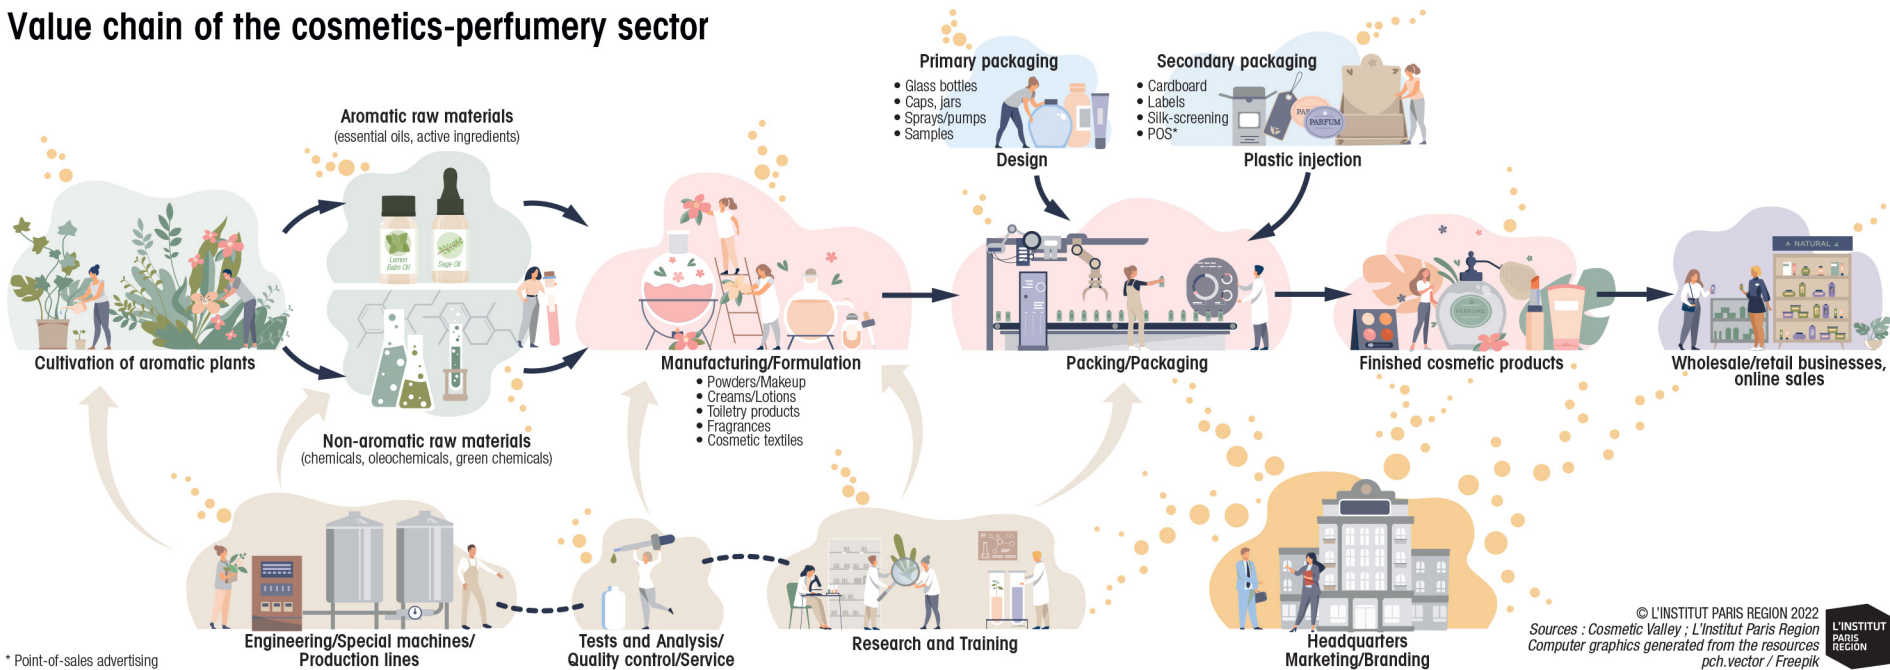 Value chain of the cosmetics-perfumery sector
Primary packaging
• Glass bottles
• Caps, jars
• Sprays/pumps
• Samples
Design
Secondary packaging
• Cardboard
• Labels
• Silk-screening
• POS*
PARFUM
Plastic injection
Aromatic raw materials
(essential oils, active ingredients)
Lemon
Balm Oil
Sage Oil
Cultivation of aromatic plants
Non-aromatic raw materials
(chemicals, oleochemicals, green chemicals)
Manufacturing/Formulation
• Powders/Makeup
• Creams/Lotions
• Toiletry products
• Fragrances
• Cosmetic textiles
Packing/Packaging
PERFUME
Finished cosmetic products
NATURAL
Wholesale/retail businesses,
online sales
Engineering/Special machines/
Production lines
Tests and Analysis/
Quality control/Service
Research and Training
Headquarters
Marketing/Branding
* Point-of-sales advertising
© L'INSTITUT PARIS REGION 2022
Sources : Cosmetic Valley ; L'Institut Paris Region
Computer graphics generated from the resources
pch.vector / Freepik
L'INSTITUT
PARIS
REGION